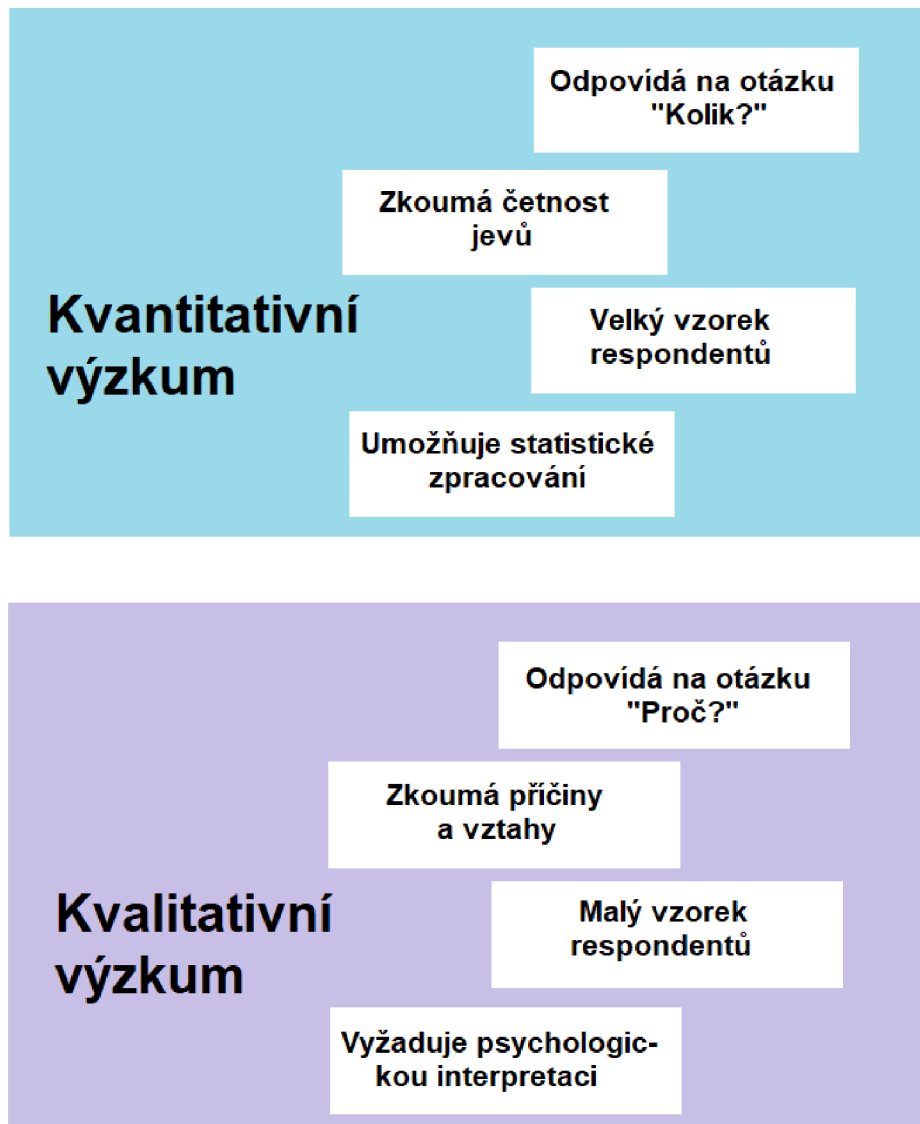 Odpovídá na otázku
"Kolik?"
Zkoumá četnost
jevů
Kvantitativní
výzkum
Velký vzorek
respondentů
Umožňuje statistické
zpracování
Odpovídá na otázku
"Proč?"
Zkoumá příčiny
a vztahy
Kvalitativní
výzkum
Malý vzorek
respondentů
Vyžaduje psychologic-
kou interpretaci